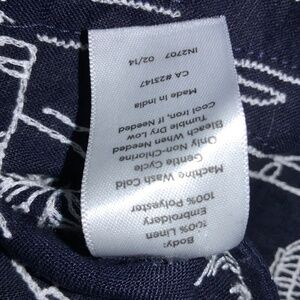 Body:
100% Linen
Embroidery
100% Polyester
Machine Wash Cold
Gentle Cycle
Only Non-Chlorine
Bleach When Needed
Tumble Dry Low
Cool Iron, If Needed
Made in India
CA #23147
IN2707 02/14